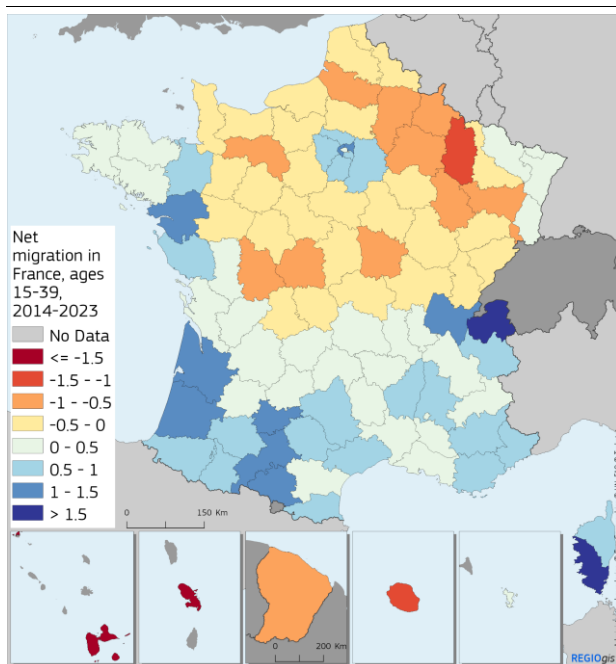 Net
migration in
France, ages
15-39,
2014-2023
No Data
<= -1.5
-1.5 - -1
-1 - -0.5
-0.5 - 0
0 - 0.5
0.5 - 1
1 - 1.5
> 1.5
0 150 Km
0 200 Km
REGIOgis